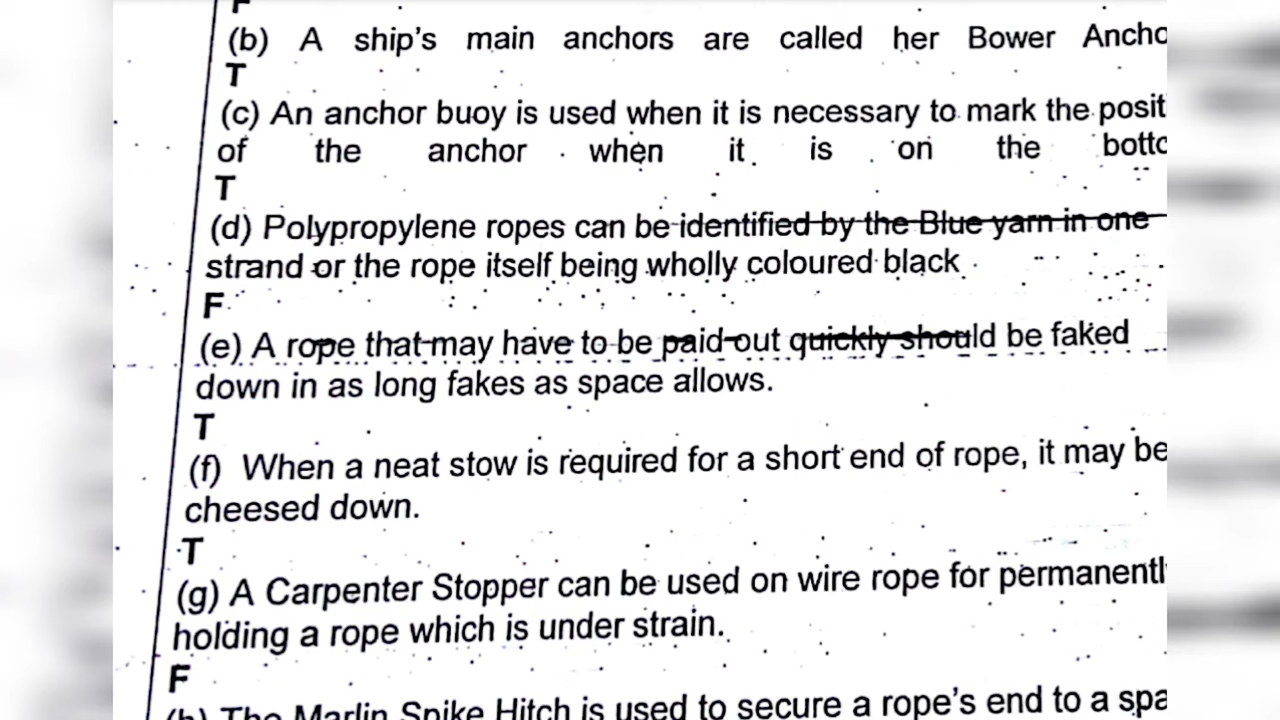 F
(b) A ship's main anchors are called her Bower Ancho
T
(c) An anchor buoy is used when it is necessary to mark the posit
of the anchor when it is on the botto
T
(d) Polypropylene ropes can be identified by the Blue yarn in one
strand or the rope itself being wholly coloured black
F
(e) A rope that may have to be paid out quickly should be faked
down in as long fakes as space allows.
T
(f) When a neat stow is required for a short end of rope, it may be
cheesed down.
T
(g) A Carpenter Stopper can be used on wire rope for permanentl
holding a rope which is under strain.
F
(h) The Marlin Spike Hitch is used to secure a rope's end to a spa